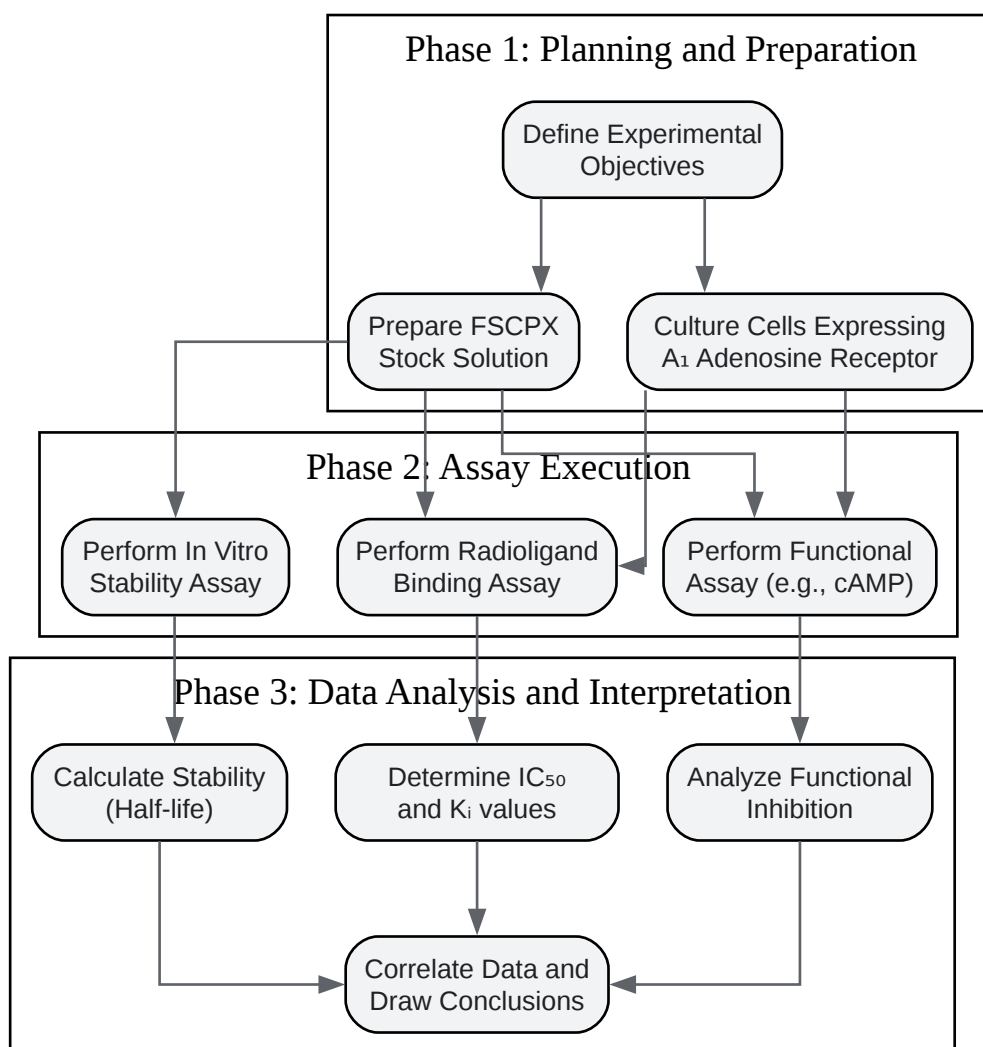 Phase 1: Planning and Preparation
Define Experimental
Objectives
Prepare FSCPX
Stock Solution
Culture Cells Expressing
A₁ Adenosine Receptor
Phase 2: Assay Execution
Perform In Vitro
Stability Assay
Perform Radioligand
Binding Assay
Perform Functional
Assay (e.g., cAMP)
Phase 3: Data Analysis and Interpretation
Calculate Stability
(Half-life)
Determine IC₅₀
and Kᵢ values
Analyze Functional
Inhibition
Correlate Data and
Draw Conclusions